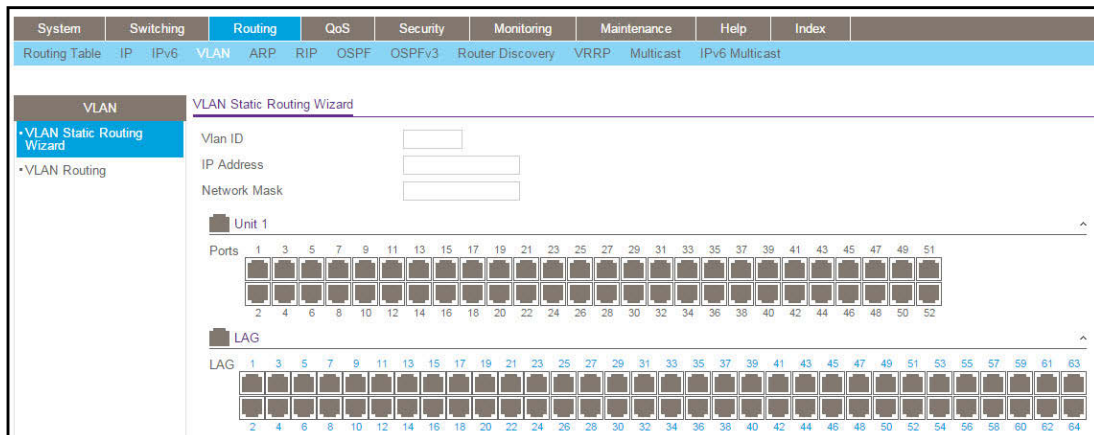 System Switching Routing QoS Security Monitoring Maintenance Help Index
Routing Table IP IPv6 VLAN ARP RIP OSPF OSPFv3 Router Discovery VRRP Multicast IPv6 Multicast
VLAN
•VLAN Static Routing
Wizard
•VLAN Routing
VLAN Static Routing Wizard
Vlan ID
IP Address
Network Mask
Unit 1
Ports 1 3 5 7 9 11 13 15 17 19 21 23 25 27 29 31 33 35 37 39 41 43 45 47 49 51
2 4 6 8 10 12 14 16 18 20 22 24 26 28 30 32 34 36 38 40 42 44 46 48 50 52
LAG
LAG 1 3 5 7 9 11 13 15 17 19 21 23 25 27 29 31 33 35 37 39 41 43 45 47 49 51 53 55 57 59 61 63
2 4 6 8 10 12 14 16 18 20 22 24 26 28 30 32 34 36 38 40 42 44 46 48 50 52 54 56 58 60 62 64